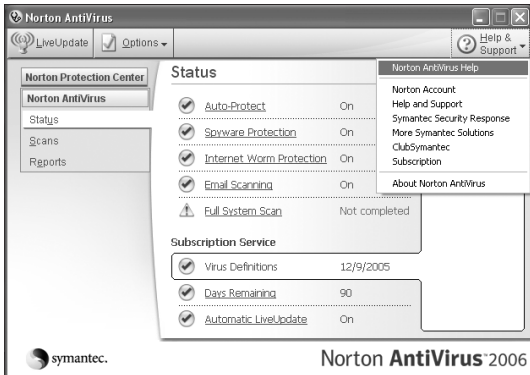 Norton AntiVirus
LiveUpdate Options Help & Support
Norton AntiVirus Help
Norton Account
Help and Support
Symantec Security Response
More Symantec Solutions
ClubSymantec
Subscription
About Norton AntiVirus
Norton Protection Center
Norton AntiVirus
Status
Scans
Reports
Status
Auto-Protect On
Spyware Protection On
Internet Worm Protection On
Email Scanning On
Full System Scan Not completed
Subscription Service
Virus Definitions 12/9/2005
Days Remaining 90
Automatic LiveUpdate On
symantec.
Norton AntiVirus 2006